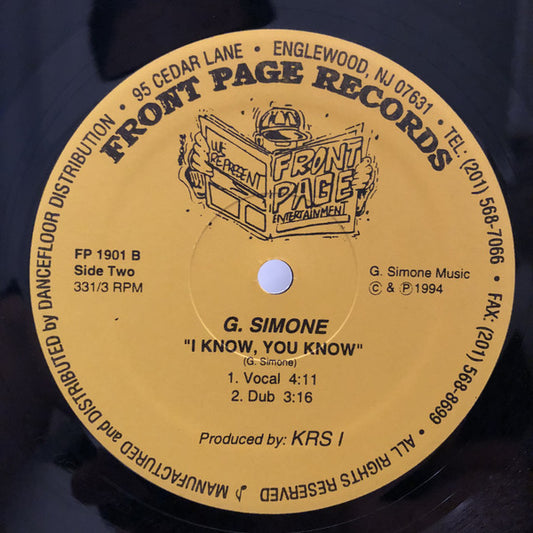 MANUFACTURED and DISTRIBUTED by DANCEFLOOR DISTRIBUTION • 95 CEDAR LANE • ENGLEWOOD, NJ 07631 • TEL: (201) 568-7066 • FAX: (201) 568-8699 • ALL RIGHTS RESERVED ♪
FRONT PAGE RECORDS
WE
REPRESENT
FRONT
PAGE
ENTERTAINMENT
FP 1901 B
Side Two
331/3 RPM
G. Simone Music
© & ℗ 1994
G. SIMONE
"I KNOW, YOU KNOW"
(G. Simone)
1. Vocal 4:11
2. Dub 3:16
Produced by: KRS I